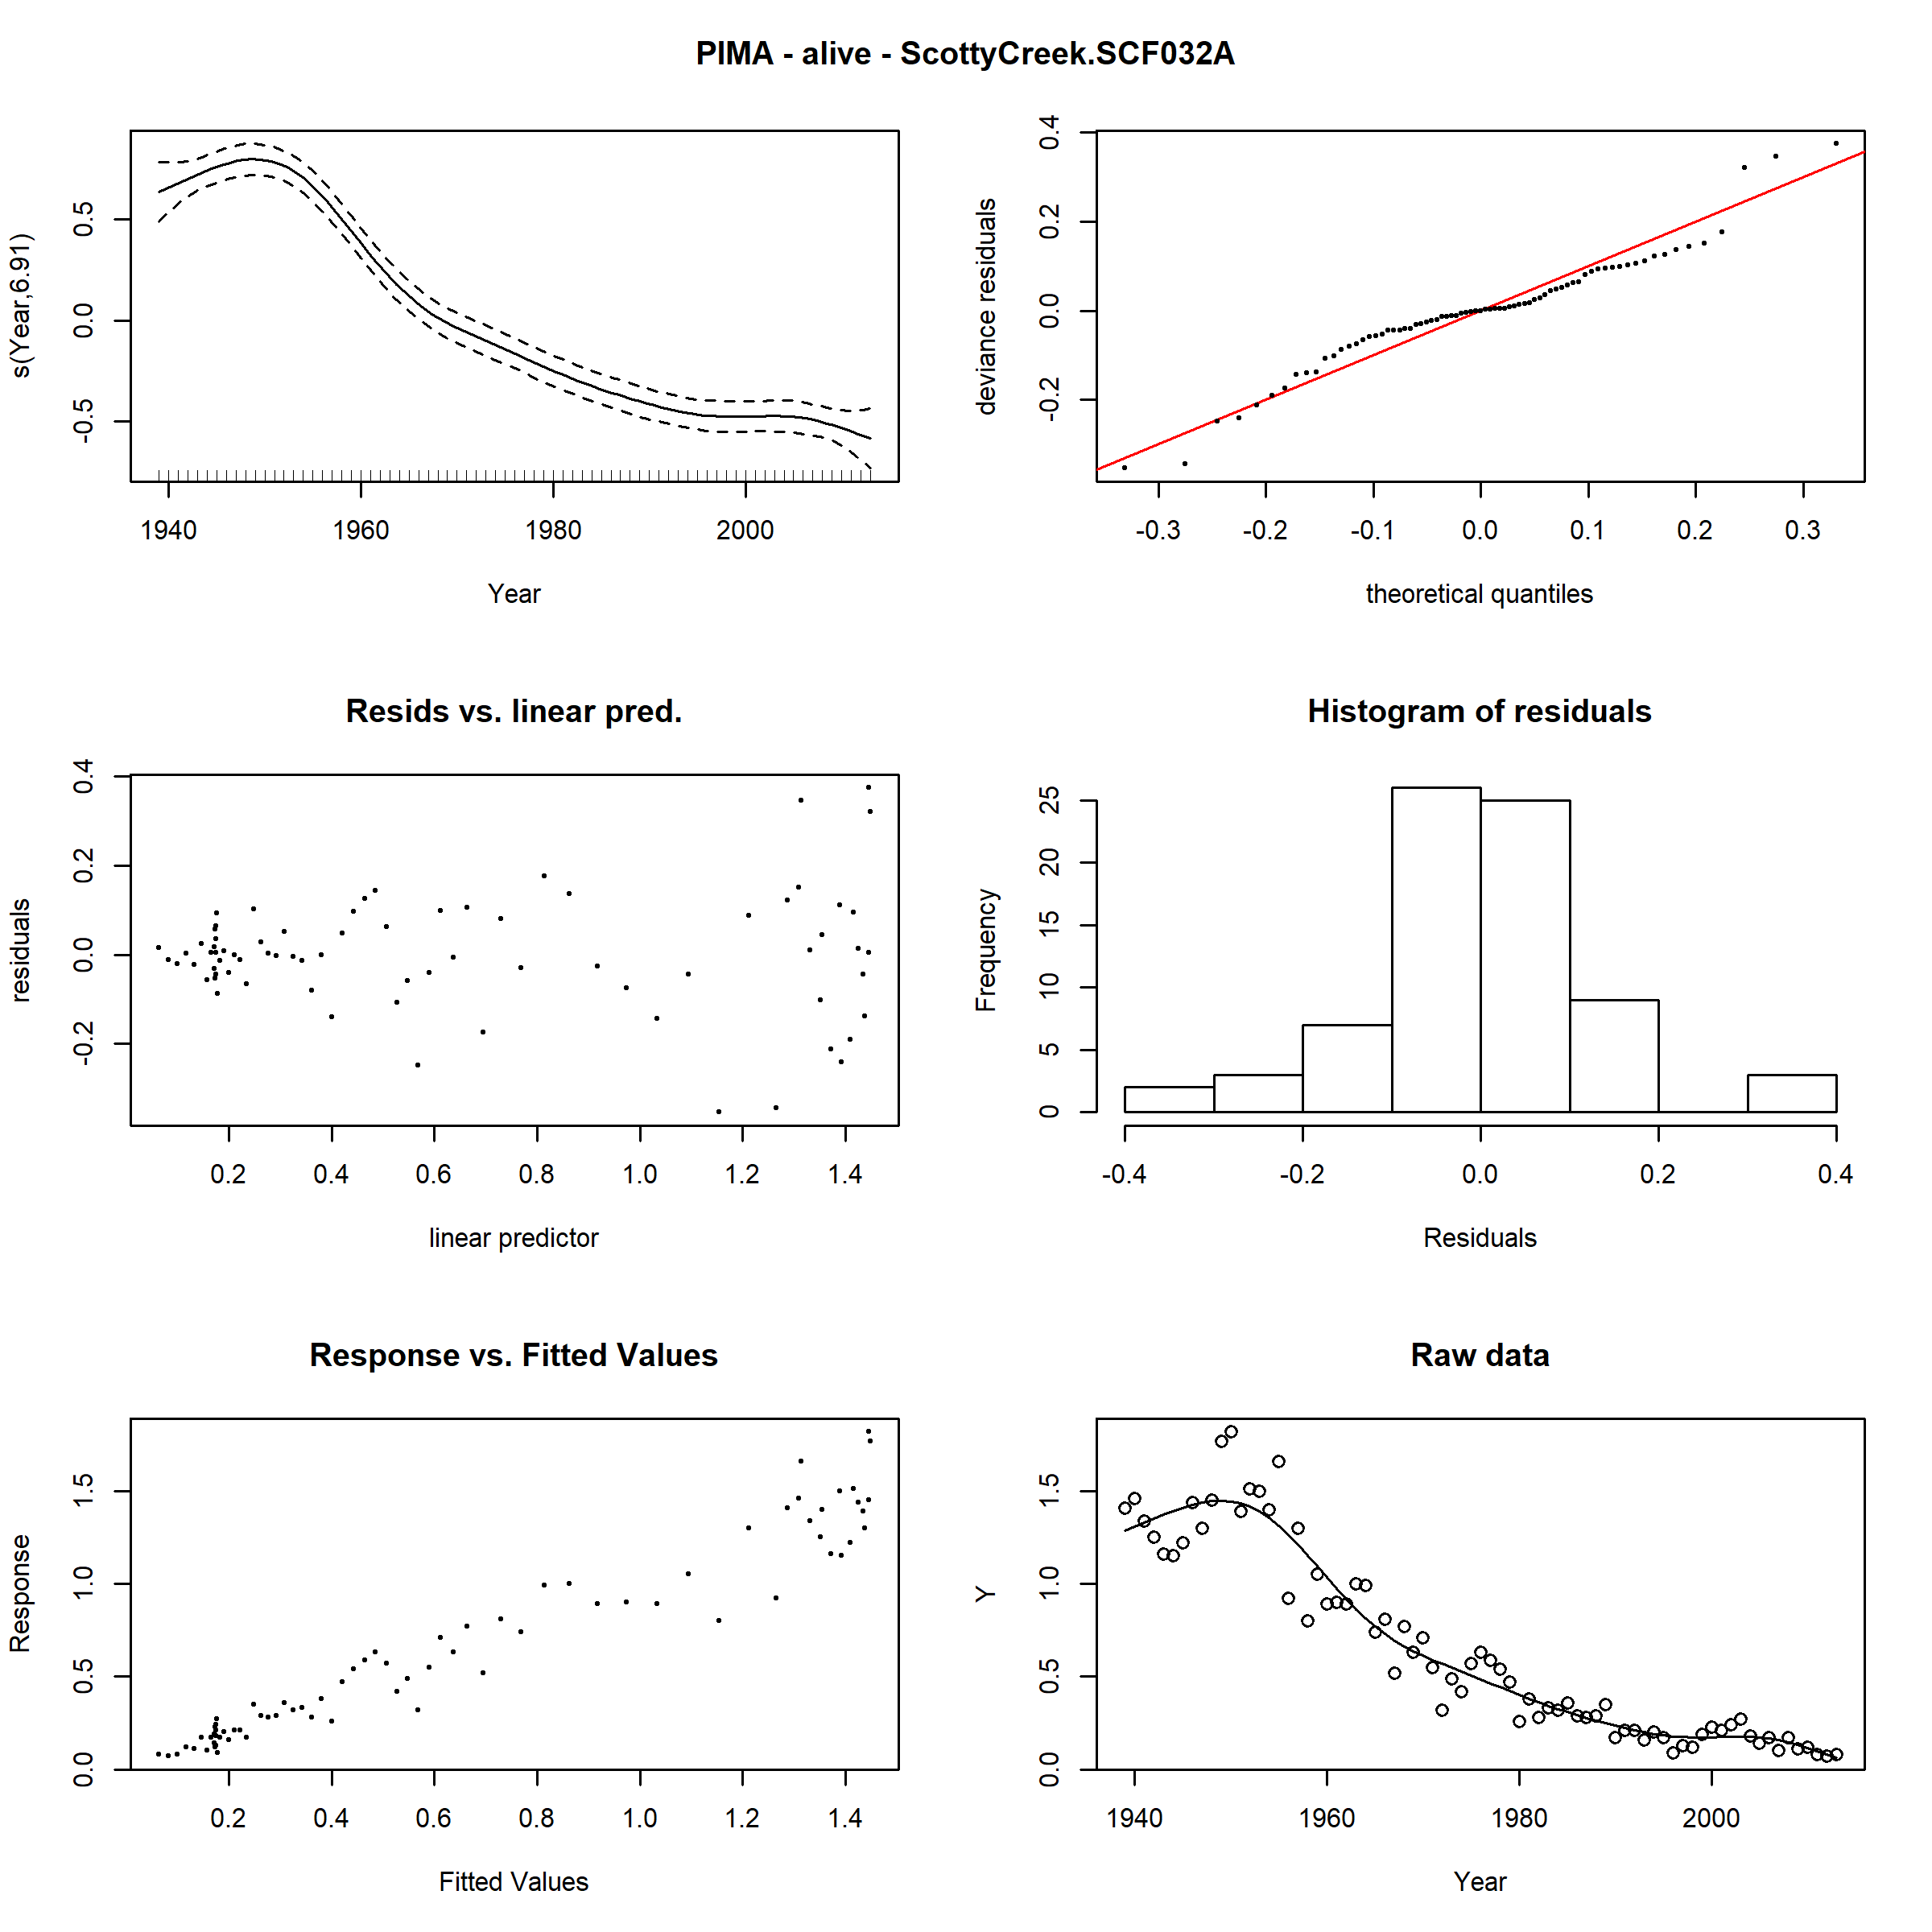 PIMA - alive - ScottyCreek.SCF032A
s(Year,6.91)
-0.5 0.0 0.5
1940 1960 1980 2000
Year
deviance residuals
-0.2 0.0 0.2 0.4
-0.3 -0.2 -0.1 0.0 0.1 0.2 0.3
theoretical quantiles
Resids vs. linear pred.
residuals
-0.2 0.0 0.2 0.4
0.2 0.4 0.6 0.8 1.0 1.2 1.4
linear predictor
Histogram of residuals
Frequency
0 5 10 15 20 25
-0.4 -0.2 0.0 0.2 0.4
Residuals
Response vs. Fitted Values
Response
0.0 0.5 1.0 1.5
0.2 0.4 0.6 0.8 1.0 1.2 1.4
Fitted Values
Raw data
Y
0.0 0.5 1.0 1.5
1940 1960 1980 2000
Year